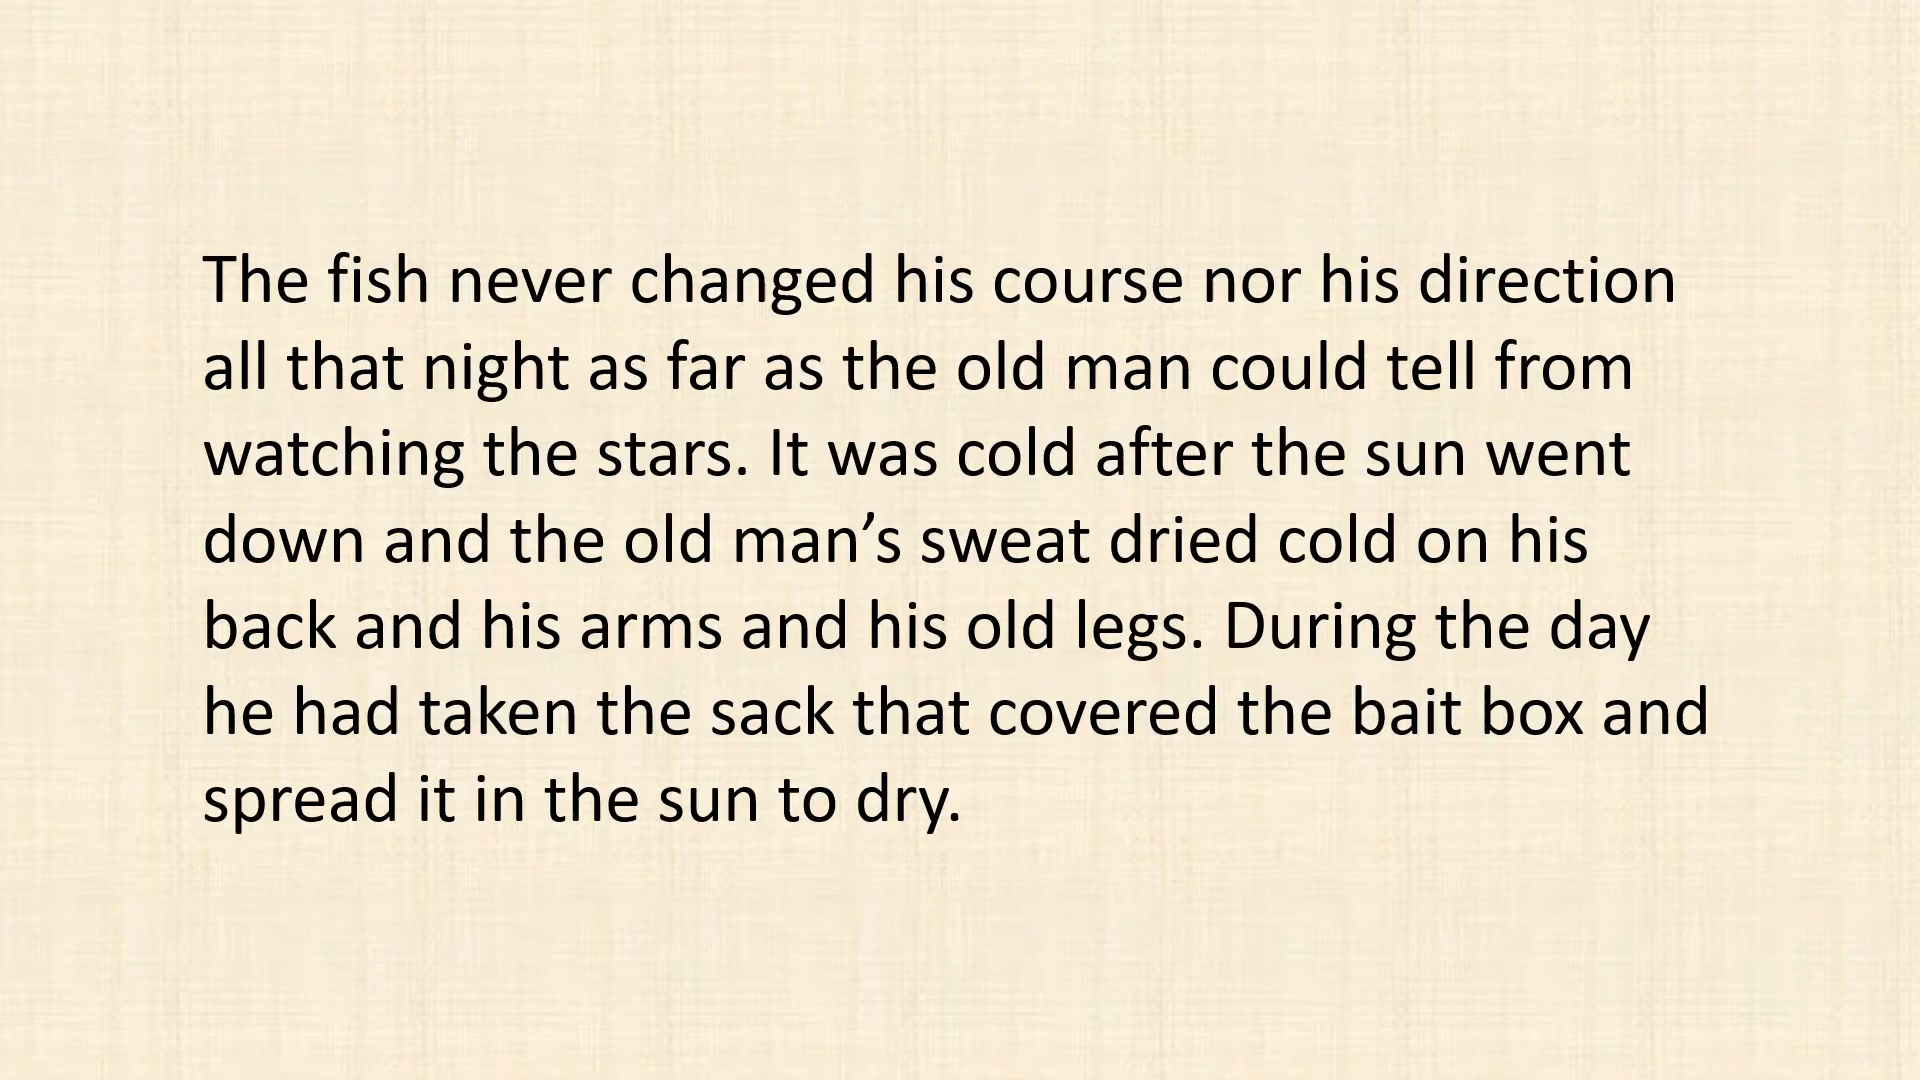 The fish never changed his course nor his direction
all that night as far as the old man could tell from
watching the stars. It was cold after the sun went
down and the old man’s sweat dried cold on his
back and his arms and his old legs. During the day
he had taken the sack that covered the bait box and
spread it in the sun to dry.